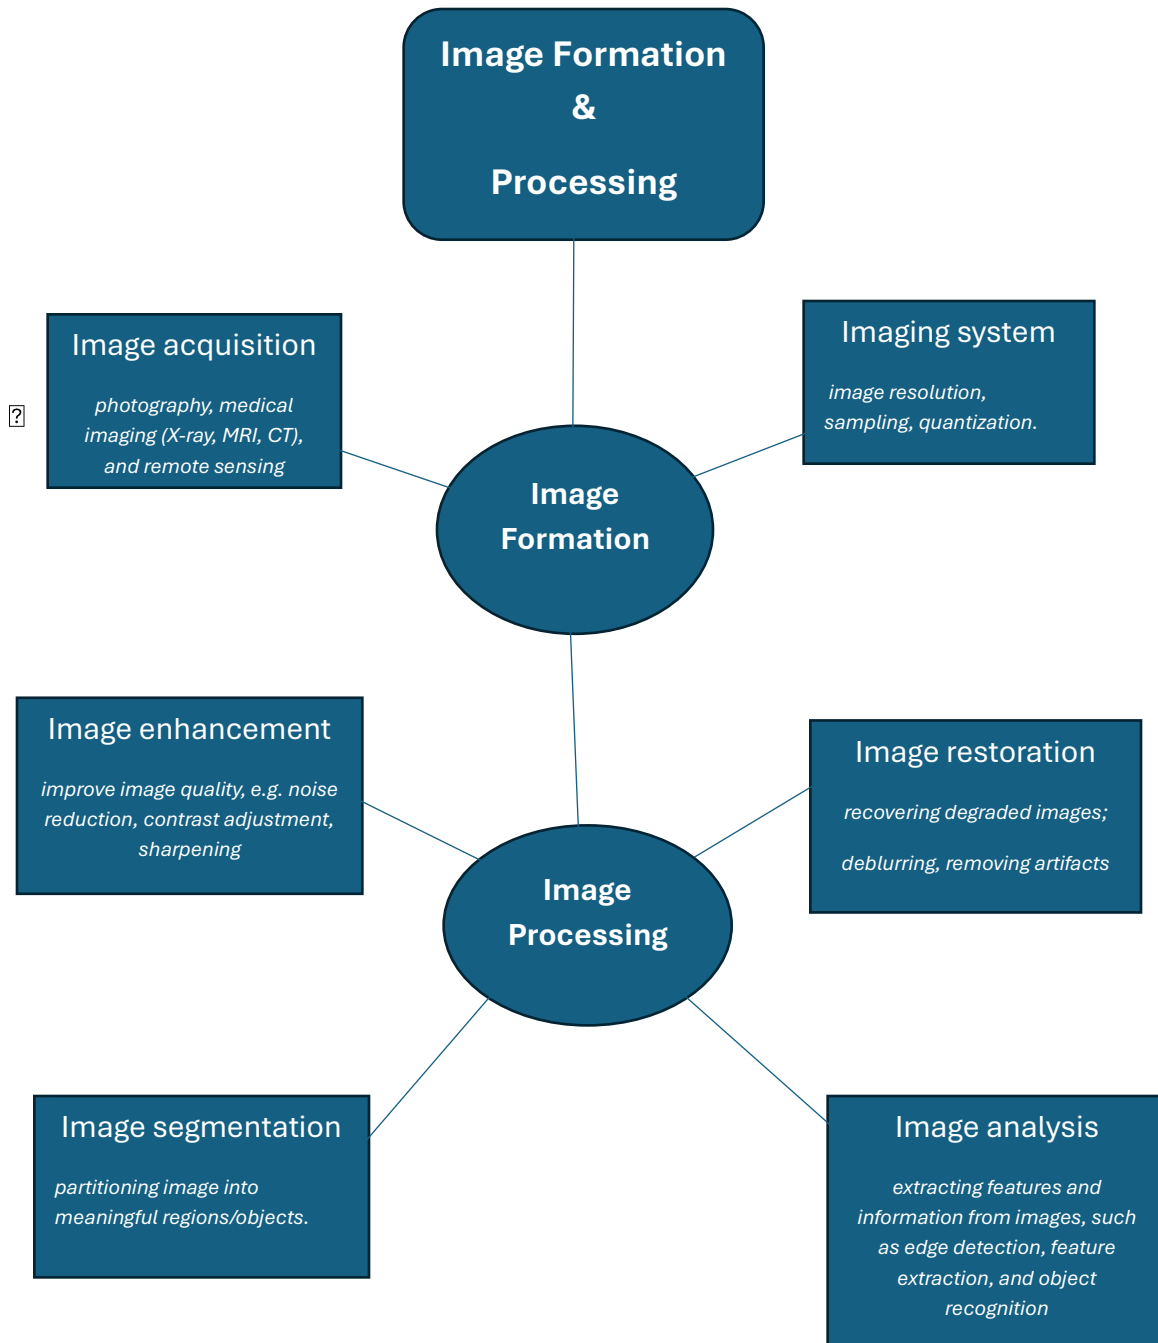 Image Formation
&
Processing
Image acquisition
photography, medical
imaging (X-ray, MRI, CT),
and remote sensing
Imaging system
image resolution,
sampling, quantization.
?
Image
Formation
Image enhancement
improve image quality, e.g. noise
reduction, contrast adjustment,
sharpening
Image restoration
recovering degraded images;
deblurring, removing artifacts
Image
Processing
Image segmentation
partitioning image into
meaningful regions/objects.
Image analysis
extracting features and
information from images, such
as edge detection, feature
extraction, and object
recognition